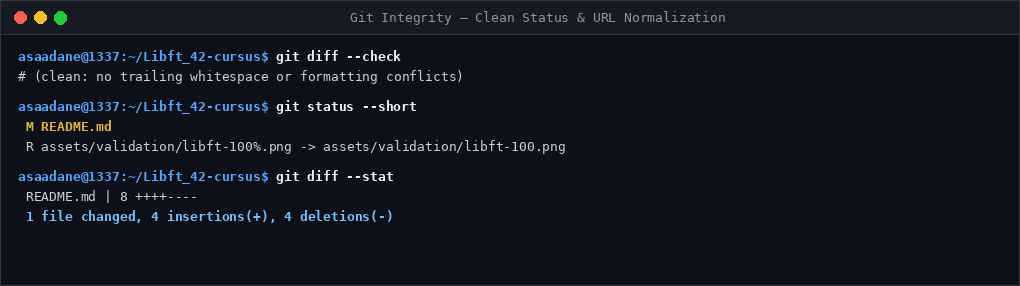 Git Integrity — Clean Status & URL Normalization
asaadane@1337:~/Libft_42-cursus$ git diff --check
# (clean: no trailing whitespace or formatting conflicts)
asaadane@1337:~/Libft_42-cursus$ git status --short
M README.md
R assets/validation/libft-100%.png -> assets/validation/libft-100.png
asaadane@1337:~/Libft_42-cursus$ git diff --stat
README.md | 8 ++++----
1 file changed, 4 insertions(+), 4 deletions(-)